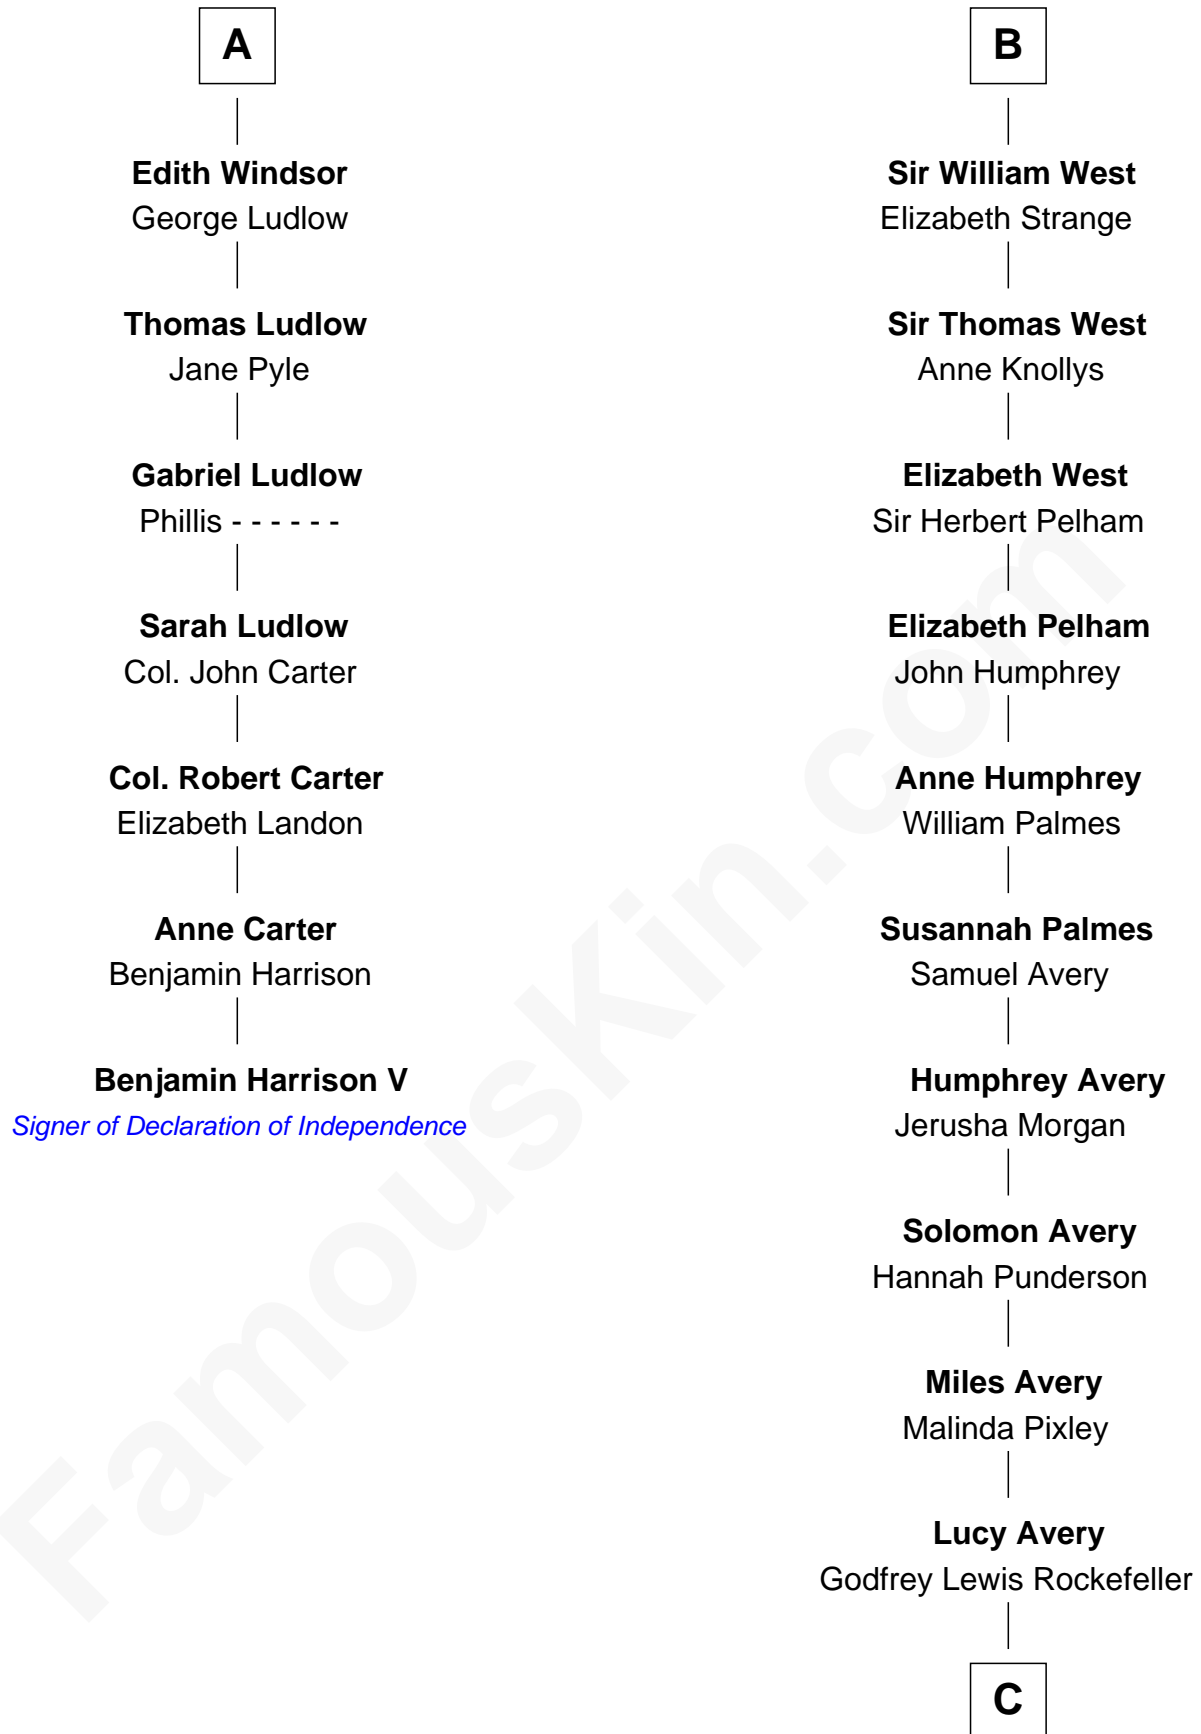 A
Edith Windsor
George Ludlow
Thomas Ludlow
Jane Pyle
Gabriel Ludlow
Phillis - - - - - -
Sarah Ludlow
Col. John Carter
Col. Robert Carter
Elizabeth Landon
Anne Carter
Benjamin Harrison
Benjamin Harrison V
Signer of Declaration of Independence
B
Sir William West
Elizabeth Strange
Sir Thomas West
Anne Knollys
Elizabeth West
Sir Herbert Pelham
Elizabeth Pelham
John Humphrey
Anne Humphrey
William Palmes
Susannah Palmes
Samuel Avery
Humphrey Avery
Jerusha Morgan
Solomon Avery
Hannah Punderson
Miles Avery
Malinda Pixley
Lucy Avery
Godfrey Lewis Rockefeller
C
FamousKin.com